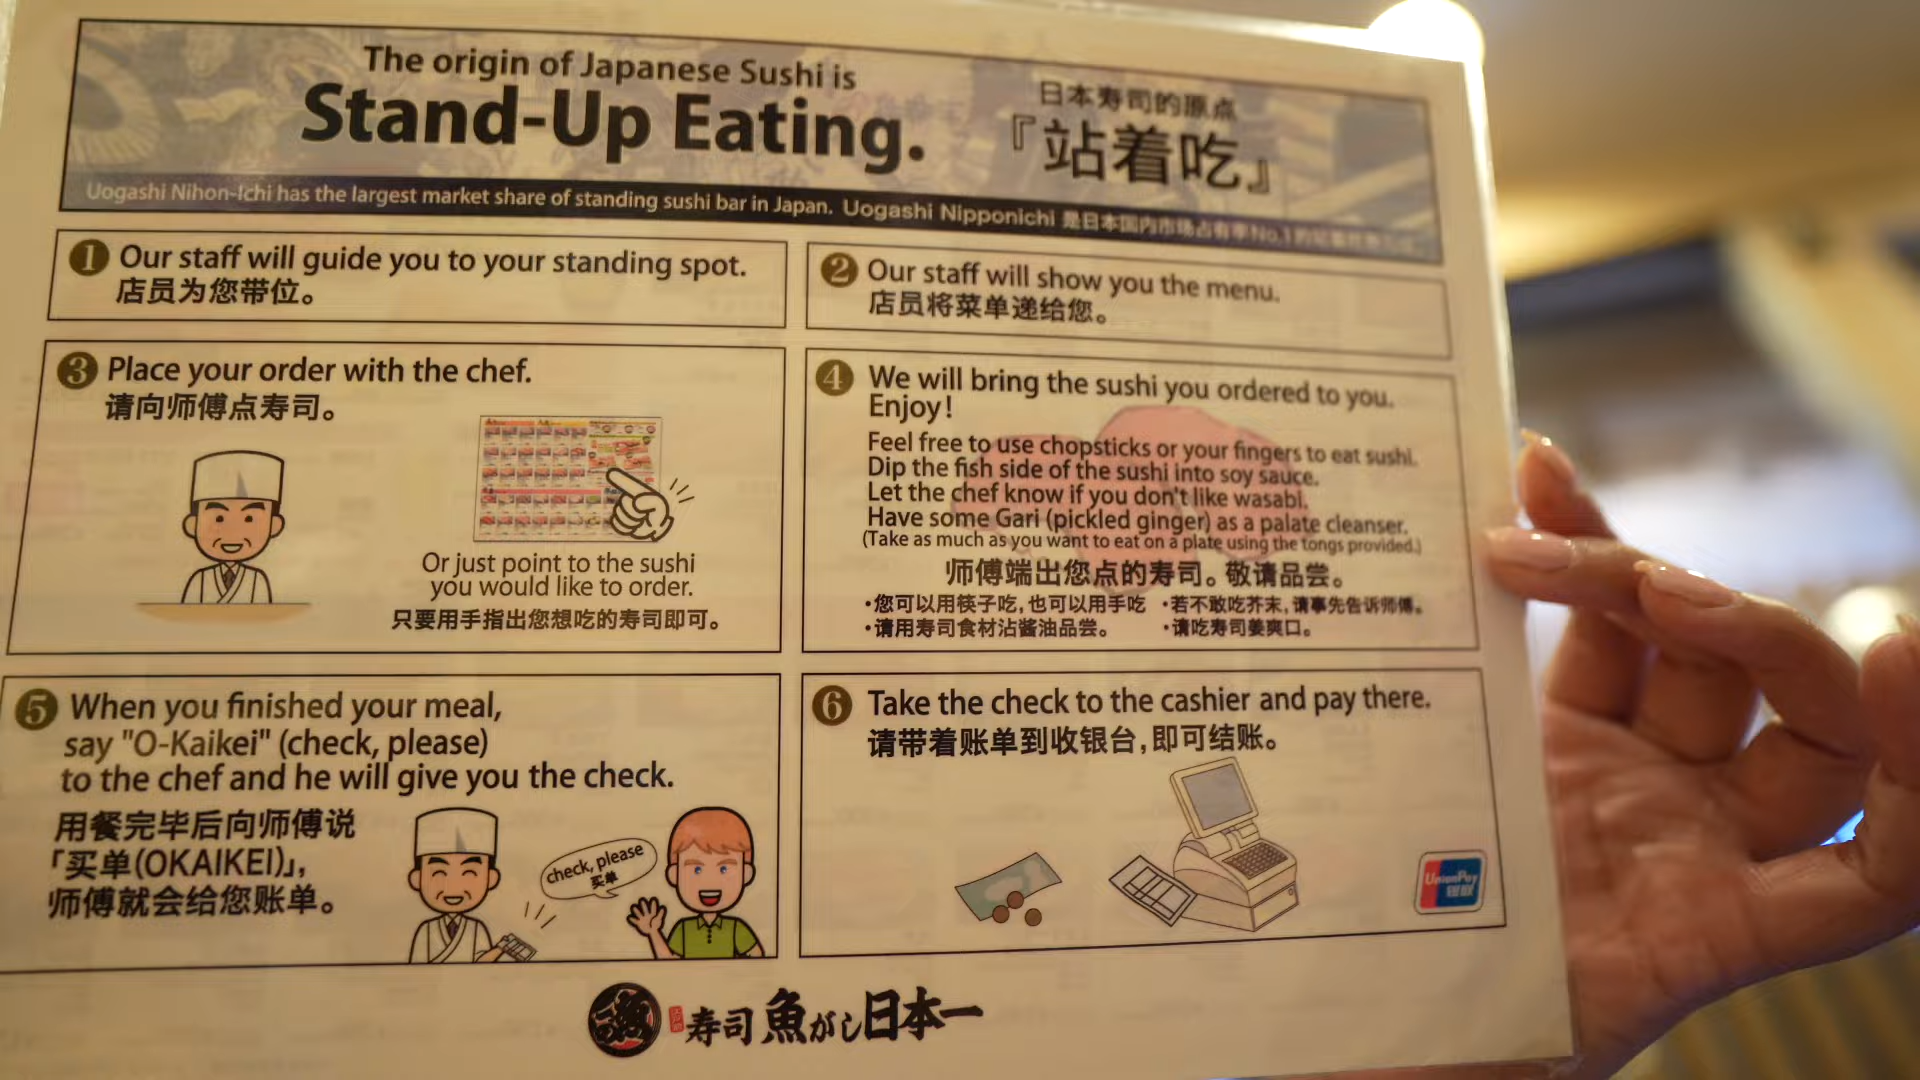 The origin of Japanese Sushi is
Stand-Up Eating.
日本寿司的原点
『站着吃』
Uogashi Nihon-Ichi has the largest market share of standing sushi bar in Japan. Uogashi Nipponichi 是日本国内市场占有率No.1的
1 Our staff will guide you to your standing spot.
店员为您带位。
2 Our staff will show you the menu.
店员将菜单递给您。
3 Place your order with the chef.
请向师傅点寿司。
Or just point to the sushi
you would like to order.
只要用手指出您想吃的寿司即可。
4 We will bring the sushi you ordered to you.
Enjoy!
Feel free to use chopsticks or your fingers to eat sushi.
Dip the fish side of the sushi into soy sauce.
Let the chef know if you don't like wasabi.
Have some Gari (pickled ginger) as a palate cleanser.
(Take as much as you want to eat on a plate using the tongs provided.)
师傅端出您点的寿司。敬请品尝。
・您可以用筷子吃,也可以用手吃 ・若不敢吃芥末,请事先告诉师傅。
・请用寿司食材沾酱油品尝。 ・请吃寿司姜爽口。
5 When you finished your meal,
say "O-Kaikei" (check, please)
to the chef and he will give you the check.
用餐完毕后向师傅说
「买单(OKAIKEI)」,
师傅就会给您账单。
check, please
买单
6 Take the check to the cashier and pay there.
请带着账单到收银台,即可结账。
UnionPay
银联
寿司 魚がし日本一